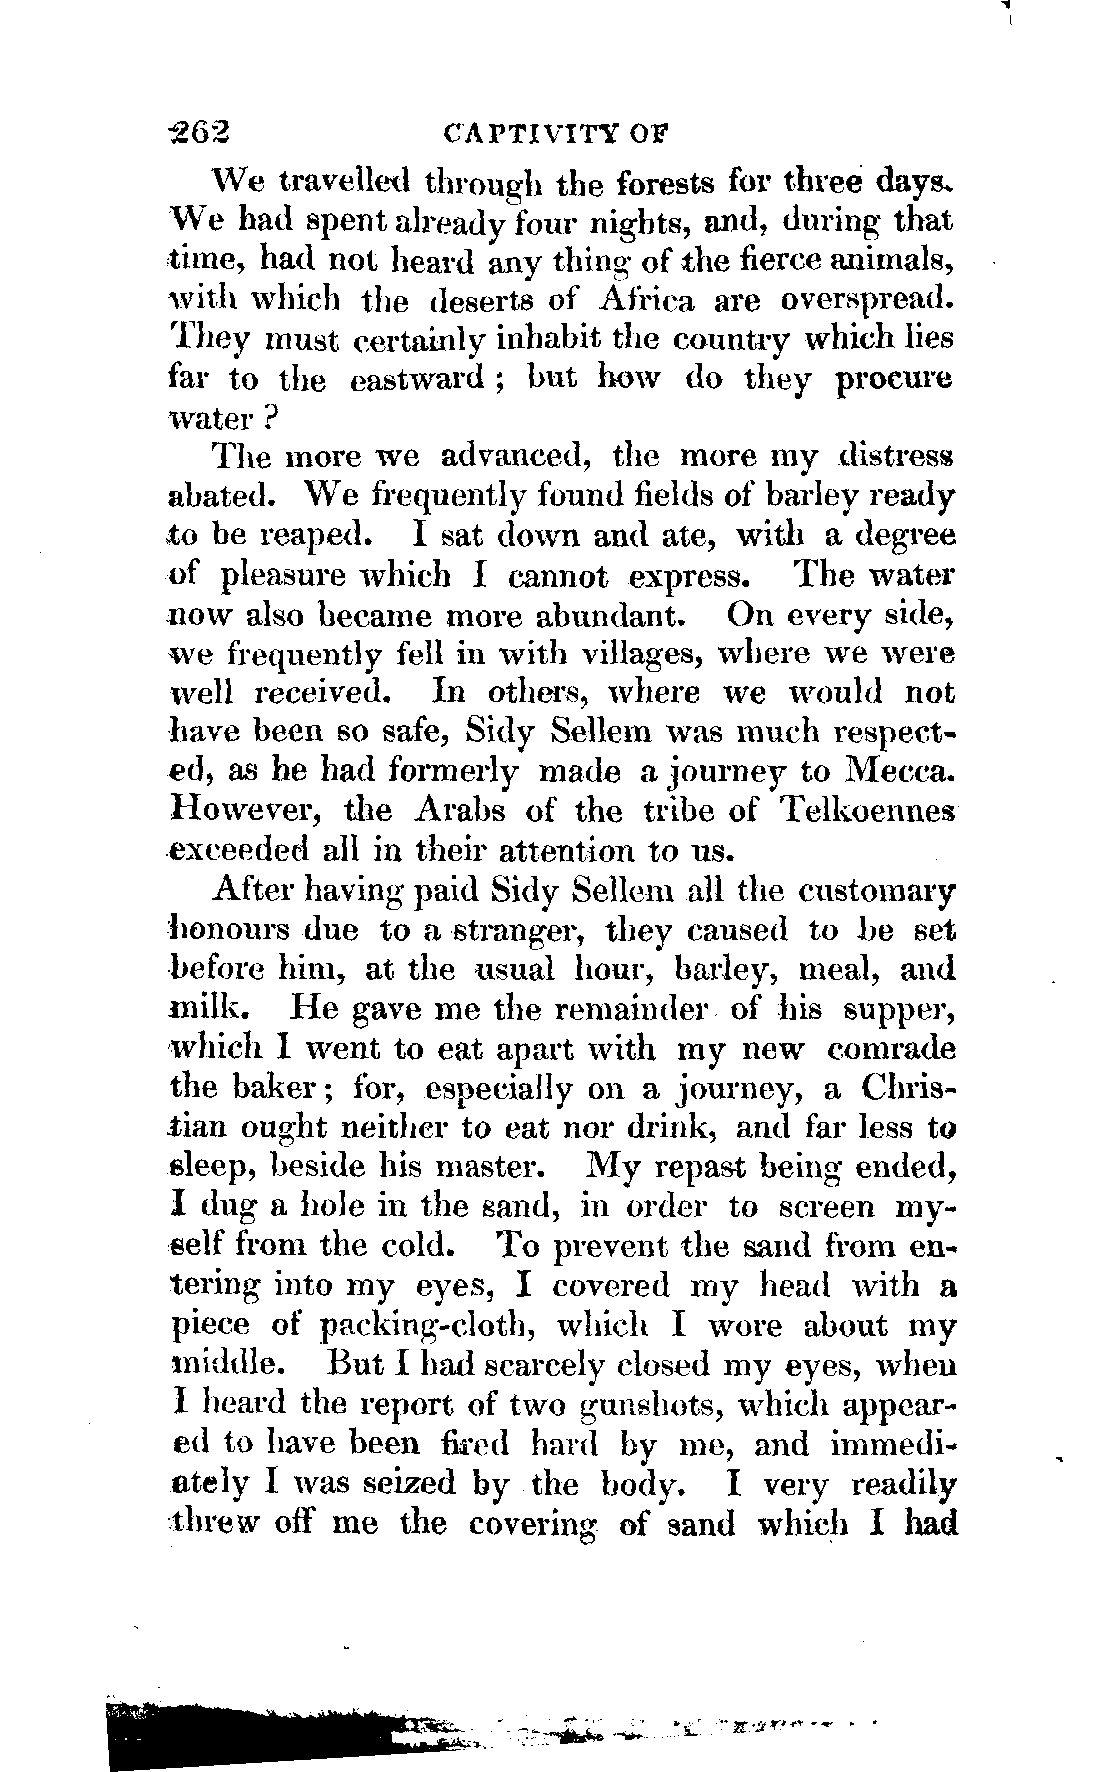 262 CAPTIVITY OF
We travelled through the forests for three days.
We had spent already four nights, and, during that
time, had not heard any thing of the fierce animals,
with which the deserts of Africa are overspread.
They must certainly inhabit the country which lies
far to the eastward ; but how do they procure
water ?
The more we advanced, the more my distress
abated. We frequently found fields of barley ready
to be reaped. I sat down and ate, with a degree
of pleasure which I cannot express. The water
now also became more abundant. On every side,
we frequently fell in with villages, where we were
well received. In others, where we would not
have been so safe, Sidy Sellem was much respect-
ed, as he had formerly made a journey to Mecca.
However, the Arabs of the tribe of Telkoennes
exceeded all in their attention to us.
After having paid Sidy Sellem all the customary
honours due to a stranger, they caused to be set
before him, at the usual hour, barley, meal, and
milk. He gave me the remainder of his supper,
which I went to eat apart with my new comrade
the baker ; for, especially on a journey, a Chris-
tian ought neither to eat nor drink, and far less to
sleep, beside his master. My repast being ended,
I dug a hole in the sand, in order to screen my-
self from the cold. To prevent the sand from en-
tering into my eyes, I covered my head with a
piece of packing-cloth, which I wore about my
middle. But I had scarcely closed my eyes, when
I heard the report of two gunshots, which appear-
ed to have been fired hard by me, and immedi-
ately I was seized by the body. I very readily
threw off me the covering of sand which I had